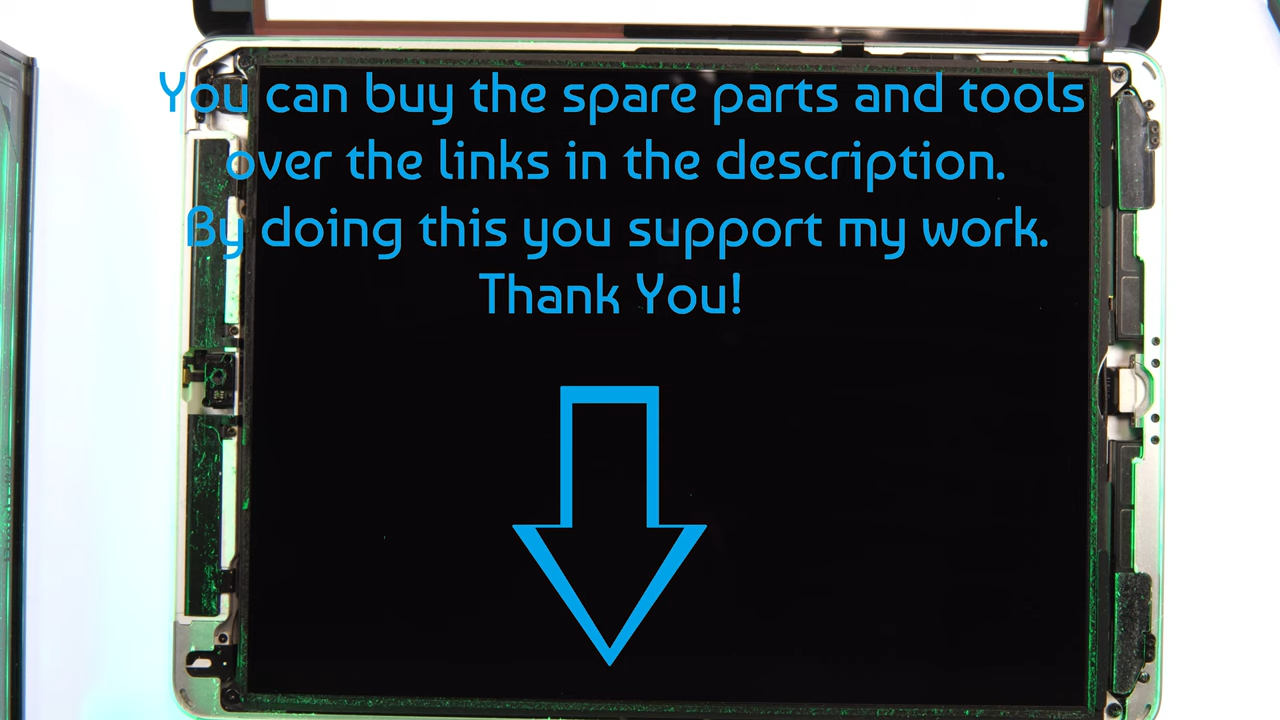 You can buy the spare parts and tools
over the links in the description.
By doing this you support my work.
Thank You!